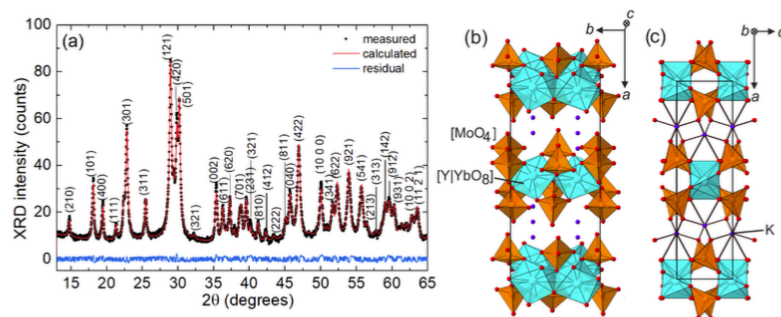 (a)
measured
calculated
residual
XRD intensity (counts)
100
80
60
40
20
0
(210)
(101)
(400)
(111)
(301)
(311)
(121)
(420)
(501)
(321)
(002)
(611)
(620)
(701)
(231)
(321)
(810)
(412)
(222)
(811)
(040)
(422)
(10 0 0)
(341)
(622)
(921)
(541)
(213)
(313)
(142)
(912)
(931)
(10 0 2)
(11 2 1)
15 20 25 30 35 40 45 50 55 60 65
2θ (degrees)
(b)
b
c
a
[MoO4]
[Y|YbO8]
(c)
b
c
a
K